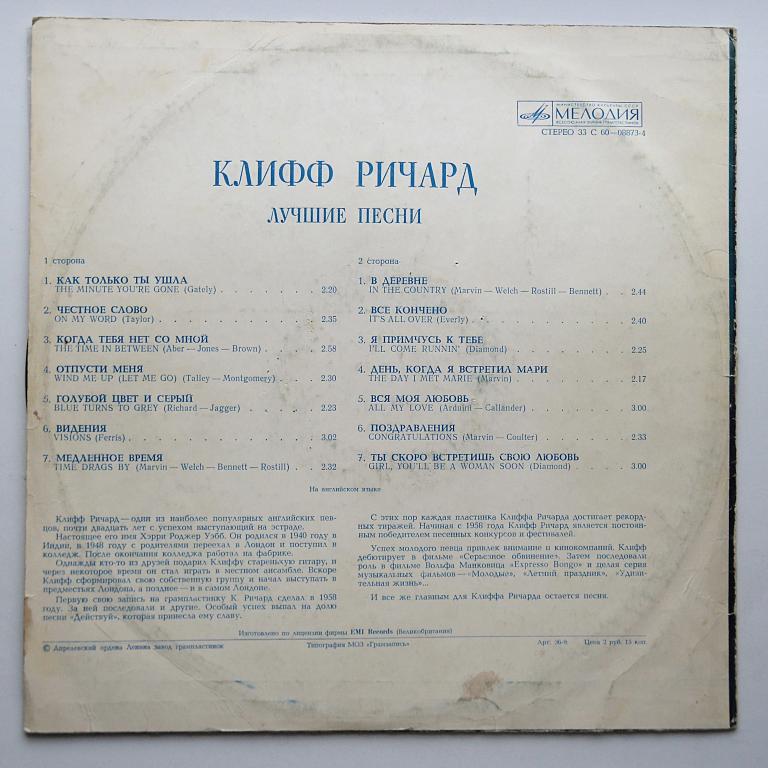 МИНИСТЕРСТВО КУЛЬТУРЫ СССР
МЕЛОДИЯ
ВСЕСОЮЗНАЯ ФИРМА ГРАМПЛАСТИНОК
СТЕРЕО 33 С 60—08873-4
КЛИФФ РИЧАРД
ЛУЧШИЕ ПЕСНИ
1 сторона
1. КАК ТОЛЬКО ТЫ УШЛА
THE MINUTE YOU'RE GONE (Gately) . . . . . . . 2.20
2. ЧЕСТНОЕ СЛОВО
ON MY WORD (Taylor) . . . . . . . . . . 2.35
3. КОГДА ТЕБЯ НЕТ СО МНОЙ
THE TIME IN BETWEEN (Aber—Jones—Brown) . . . . 2.58
4. ОТПУСТИ МЕНЯ
WIND ME UP (LET ME GO) (Talley—Montgomery) . . . 2.30
5. ГОЛУБОЙ ЦВЕТ И СЕРЫЙ
BLUE TURNS TO GREY (Richard—Jagger) . . . . . 2.23
6. ВИДЕНИЯ
VISIONS (Ferris) . . . . . . . . . . . 3.02
7. МЕДЛЕННОЕ ВРЕМЯ
TIME DRAGS BY (Marvin—Welch—Bennett—Rostill) . . 2.32
2 сторона
1. В ДЕРЕВНЕ
IN THE COUNTRY (Marvin—Welch—Rostill—Bennett) . . 2.44
2. ВСЕ КОНЧЕНО
IT'S ALL OVER (Everly) . . . . . . . . . 2.40
3. Я ПРИМЧУСЬ К ТЕБЕ
I'LL COME RUNNIN' (Diamond) . . . . . . . 2.25
4. ДЕНЬ, КОГДА Я ВСТРЕТИЛ МАРИ
THE DAY I MET MARIE (Marvin) . . . . . . . 2.17
5. ВСЯ МОЯ ЛЮБОВЬ
ALL MY LOVE (Arduini—Callander) . . . . . . 3.00
6. ПОЗДРАВЛЕНИЯ
CONGRATULATIONS (Marvin—Coulter) . . . . . . 2.33
7. ТЫ СКОРО ВСТРЕТИШЬ СВОЮ ЛЮБОВЬ
GIRL, YOU'LL BE A WOMAN SOON (Diamond) . . . . 3.00
На английском языке
Клифф Ричард—один из наиболее популярных английских пев-
цов, почти двадцать лет с успехом выступающий на эстраде.
Настоящее его имя Хэрри Роджер Уэбб. Он родился в 1940 году в
Индии, в 1948 году с родителями переехал в Лондон и поступил в
колледж. После окончания колледжа работал на фабрике.
Однажды кто-то из друзей подарил Клиффу старенькую гитару, и
через некоторое время он стал играть в местном ансамбле. Вскоре
Клифф сформировал свою собственную группу и начал выступать в
предместьях Лондона, а позднее—и в самом Лондоне.
Первую свою запись на грампластинку К. Ричард сделал в 1958
году. За ней последовали и другие. Особый успех выпал на долю
песни «Действуй», которая принесла ему славу.
С этих пор каждая пластинка Клиффа Ричарда достигает рекорд-
ных тиражей. Начиная с 1958 года Клифф Ричард является постоян-
ным победителем песенных конкурсов и фестивалей.
Успех молодого певца привлек внимание и кинокомпаний. Клифф
дебютирует в фильме «Серьезное обвинение». Затем последовали
роль в фильме Вольфа Манковица «Expresso Bongo» и целая серия
музыкальных фильмов—«Молодые», «Летний праздник», «Удиви-
тельная жизнь»...
И все же главным для Клиффа Ричарда остается песня.
Изготовлено по лицензии фирмы EMI Records (Великобритания)
© Апрелевский ордена Ленина завод грампластинок
Типография МОЗ «Грамзапись»
Арт. 36-8. Цена 2 руб. 15 коп.